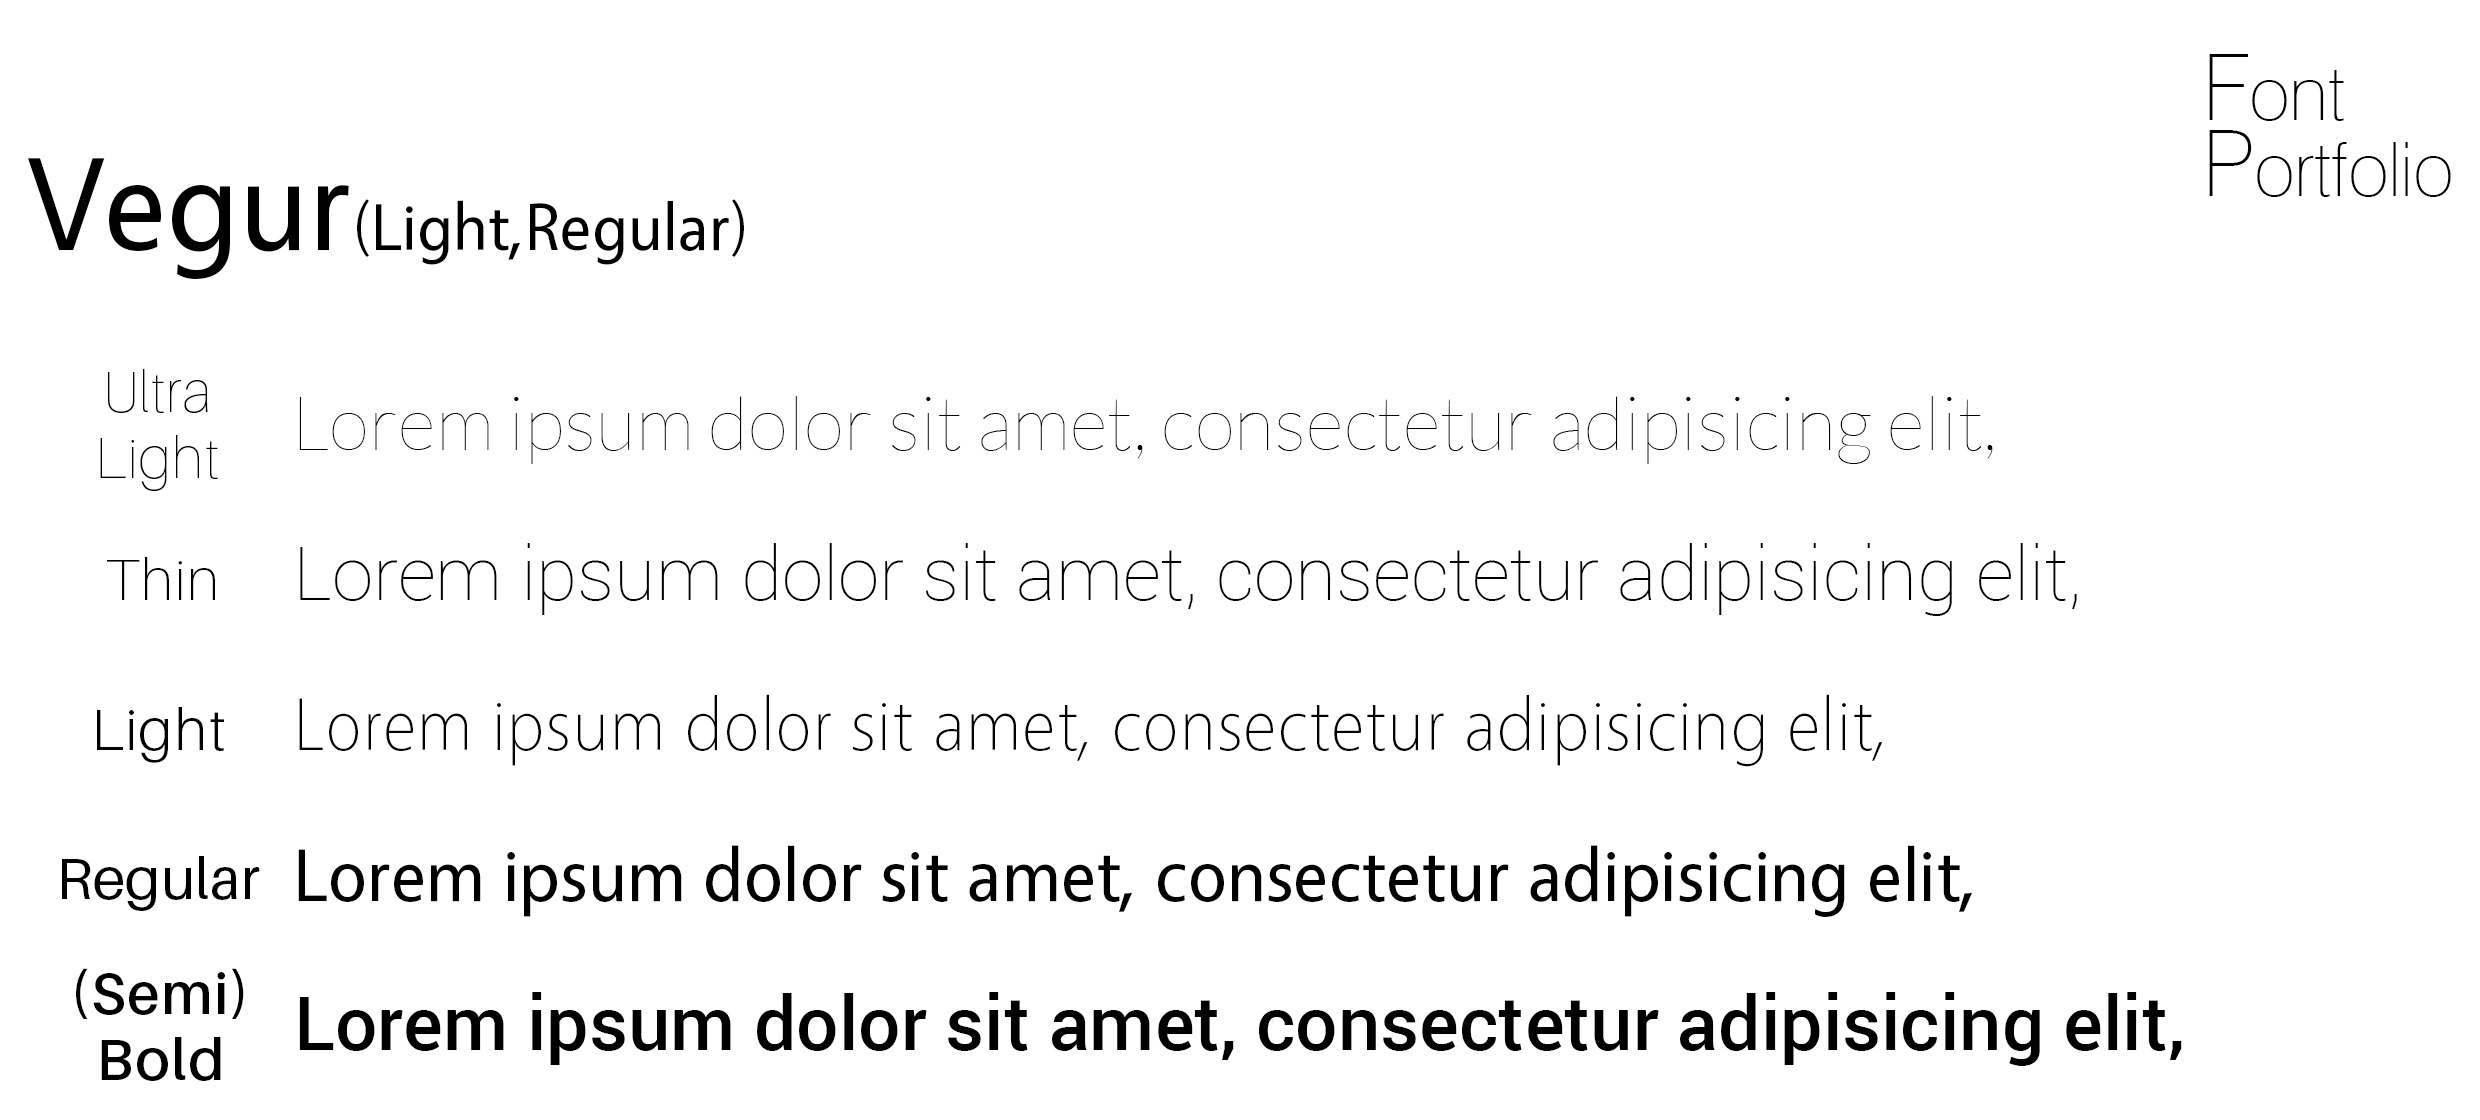 Font
Portfolio
Vegur(Light,Regular)
Ultra
Light
Lorem ipsum dolor sit amet, consectetur adipisicing elit,
Thin
Lorem ipsum dolor sit amet, consectetur adipisicing elit,
Light
Lorem ipsum dolor sit amet, consectetur adipisicing elit,
Regular
Lorem ipsum dolor sit amet, consectetur adipisicing elit,
(Semi)
Bold
Lorem ipsum dolor sit amet, consectetur adipisicing elit,